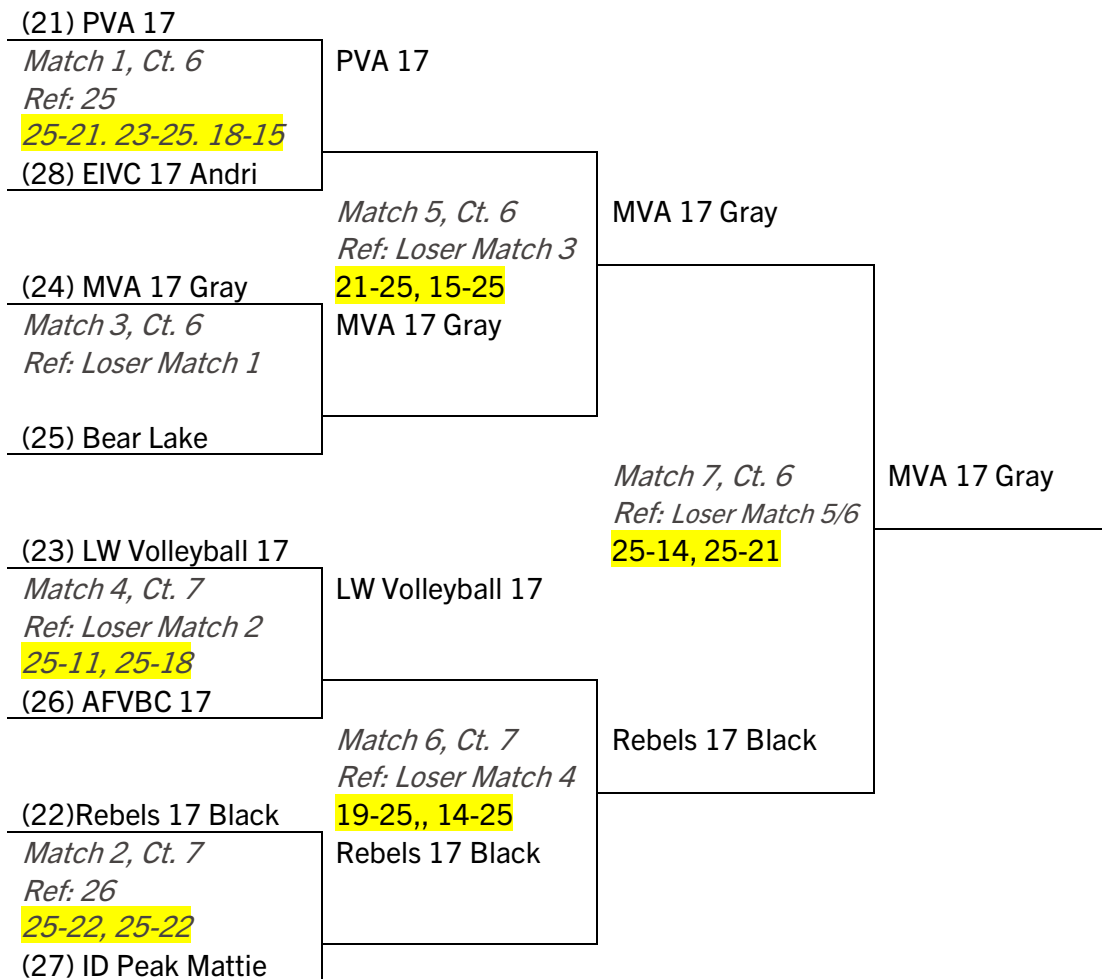 (21) PVA 17
Match 1, Ct. 6
PVA 17
Ref: 25
25-21. 23-25. 18-15
(28) EIVC 17 Andri
Match 5, Ct. 6
MVA 17 Gray
Ref: Loser Match 3
(24) MVA 17 Gray
21-25, 15-25
Match 3, Ct. 6
MVA 17 Gray
Ref: Loser Match 1
(25) Bear Lake
Match 7, Ct. 6
MVA 17 Gray
Ref: Loser Match 5/6
(23) LW Volleyball 17
25-14, 25-21
Match 4, Ct. 7
LW Volleyball 17
Ref: Loser Match 2
25-11, 25-18
(26) AFVBC 17
Match 6, Ct. 7
Rebels 17 Black
Ref: Loser Match 4
(22)Rebels 17 Black
19-25,, 14-25
Match 2, Ct. 7
Rebels 17 Black
Ref: 26
25-22, 25-22
(27) ID Peak Mattie